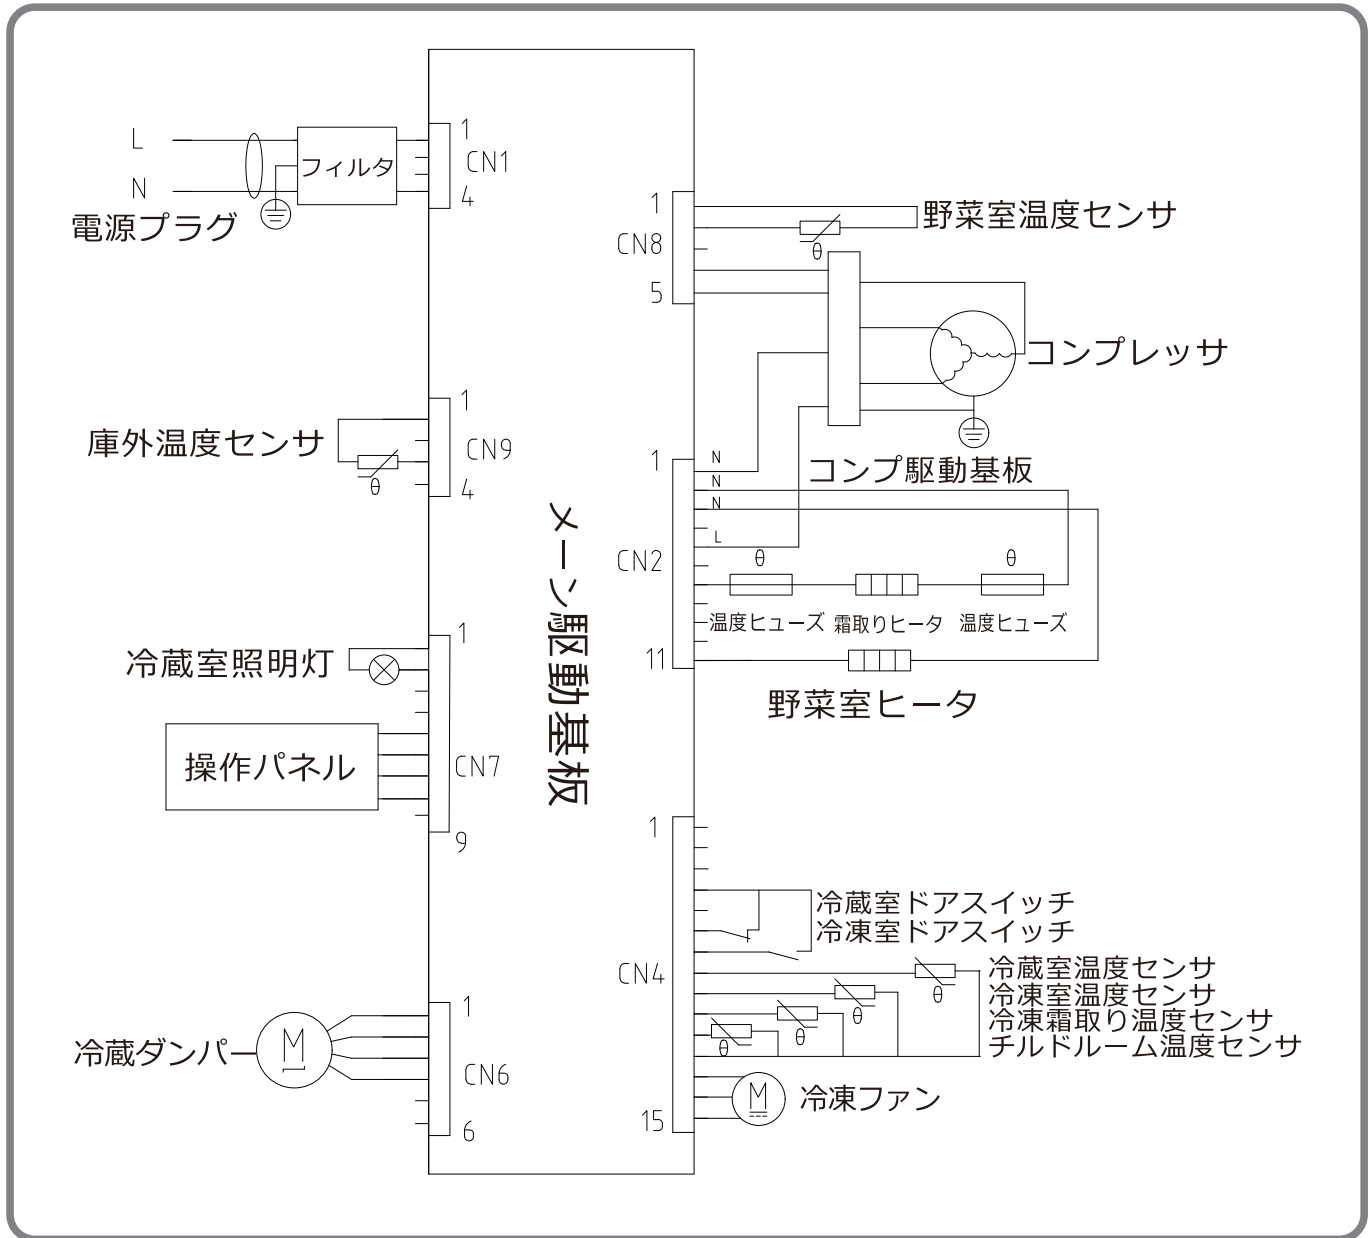 L
N
電源プラグ
フィルタ
1
CN1
4
庫外温度センサ
θ
1
CN9
4
冷蔵室照明灯
操作パネル
1
CN7
9
冷蔵ダンパー
M
1
CN6
6
メーン駆動基板
1
CN8
5
野菜室温度センサ
θ
コンプレッサ
コンプ駆動基板
1
CN2
11
N
N
N
L
θ
θ
温度ヒューズ
霜取りヒータ
温度ヒューズ
野菜室ヒータ
1
CN4
15
冷蔵室ドアスイッチ
冷凍室ドアスイッチ
冷蔵室温度センサ
冷凍室温度センサ
冷凍霜取り温度センサ
チルドルーム温度センサ
θ
θ
θ
θ
M
冷凍ファン